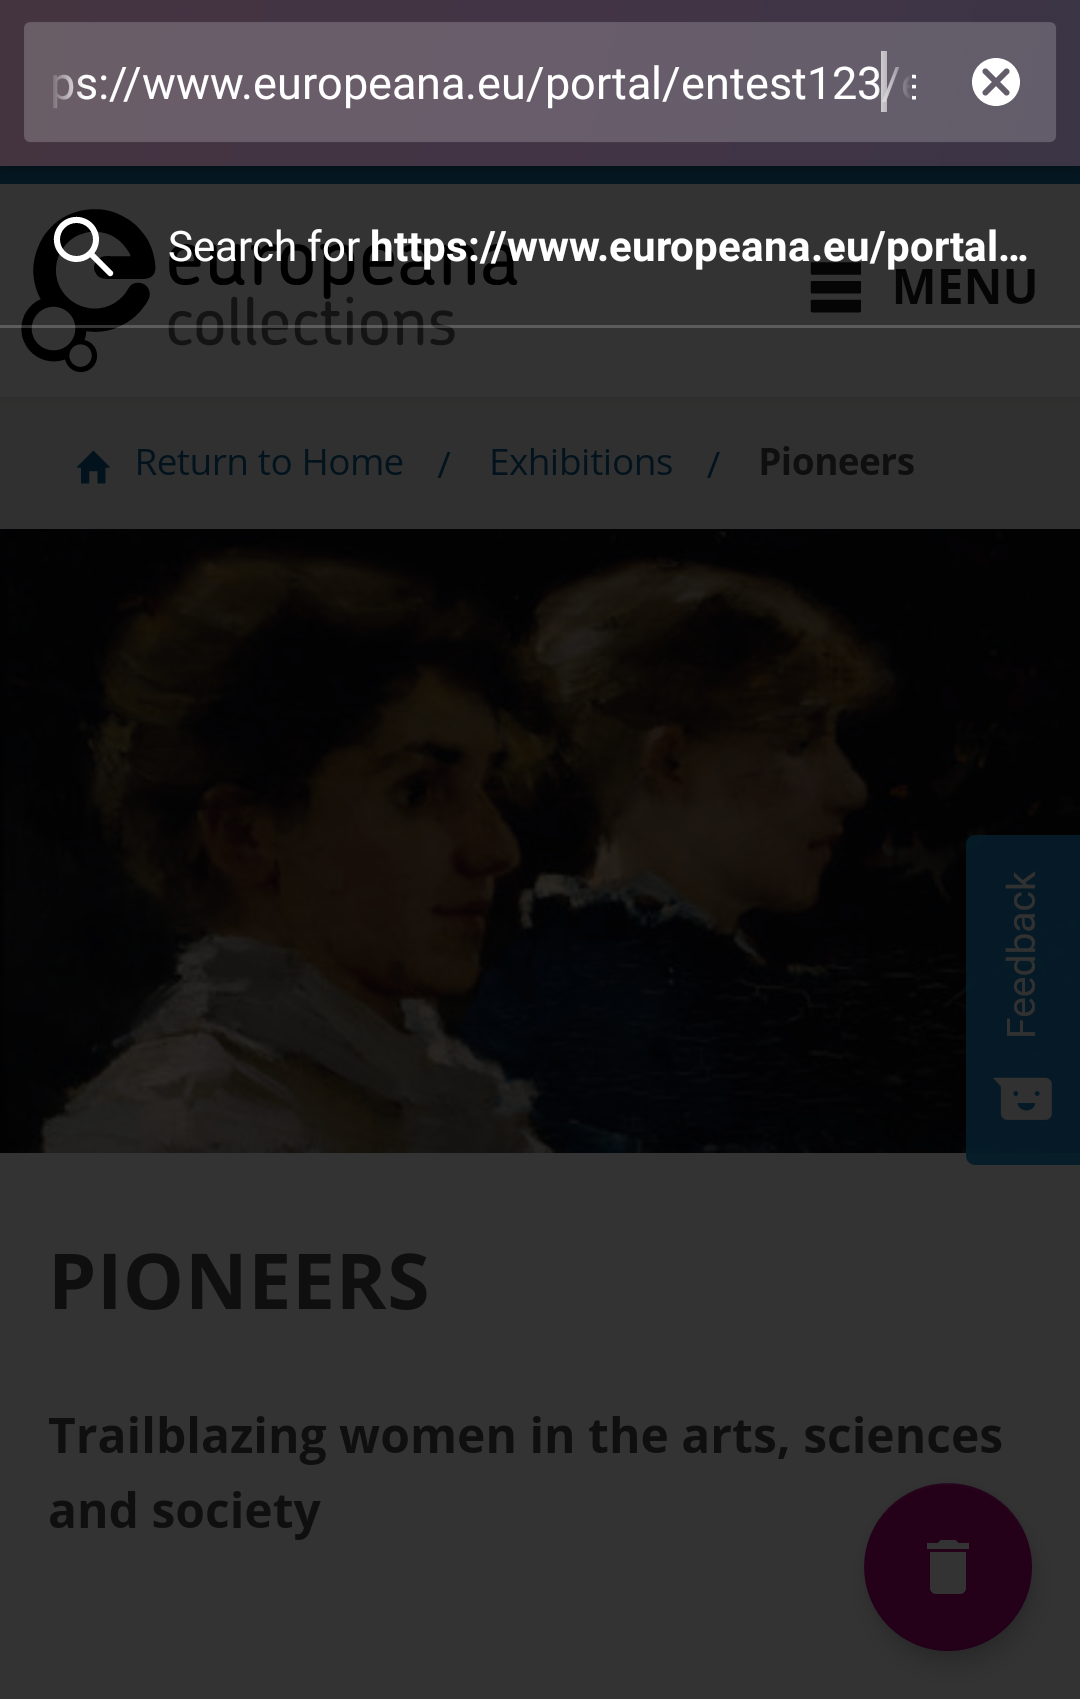 ps://www.europeana.eu/portal/entest123/e
Search for https://www.europeana.eu/portal...
europeana
collections
MENU
Return to Home / Exhibitions / Pioneers
Feedback
PIONEERS
Trailblazing women in the arts, sciences
and society